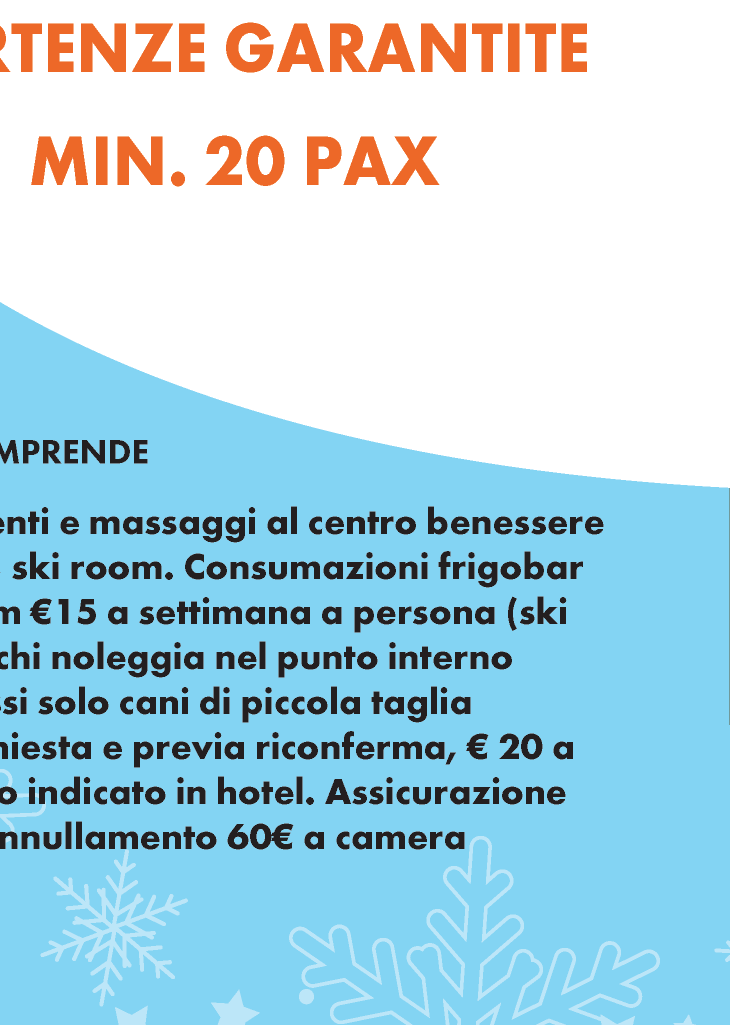 RTENZE GARANTITE
MIN. 20 PAX
MPRENDE
enti e massaggi al centro benessere
ski room. Consumazioni frigobar
m €15 a settimana a persona (ski
chi noleggia nel punto interno
si solo cani di piccola taglia
hiesta e previa riconferma, € 20 a
o indicato in hotel. Assicurazione
nnullamento 60€ a camera